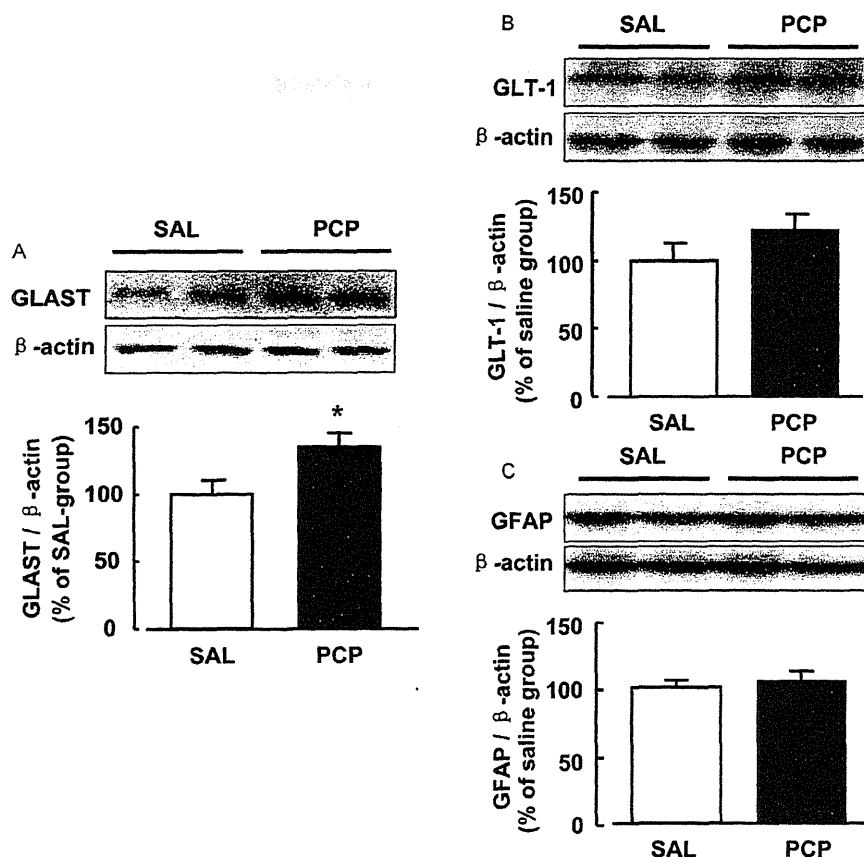 A
SAL PCP
GLAST
β-actin
*
150
100
50
0
GLAST / β-actin
(% of SAL-group)
SAL PCP
B
SAL PCP
GLT-1
β-actin
150
100
50
0
GLT-1 / β-actin
(% of saline group)
SAL PCP
C
SAL PCP
GFAP
β-actin
150
100
50
0
GFAP / β-actin
(% of saline group)
SAL PCP